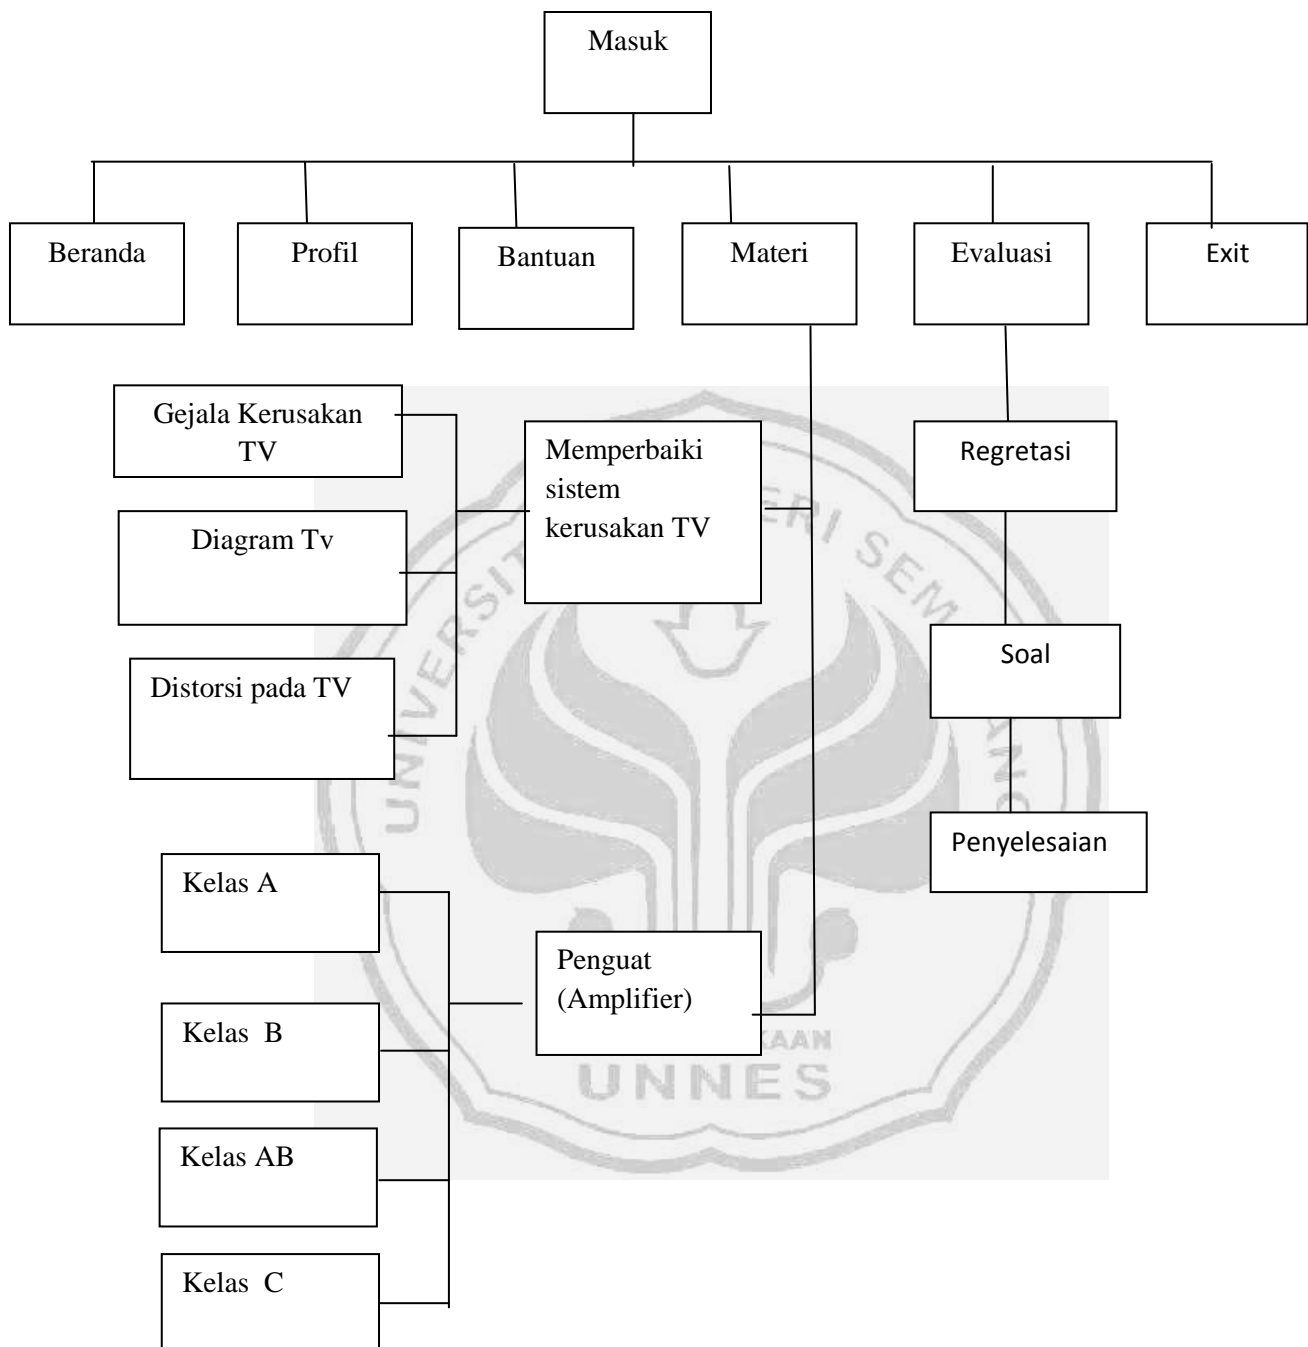 Masuk
Beranda
Profil
Bantuan
Materi
Evaluasi
Exit
Gejala Kerusakan
TV
Memperbaiki
sistem
kerusakan TV
Regretasi
Diagram Tv
Soal
Distorsi pada TV
Penyelesaian
Kelas A
Penguat
(Amplifier)
Kelas  B
Kelas AB
Kelas  C
UNNES